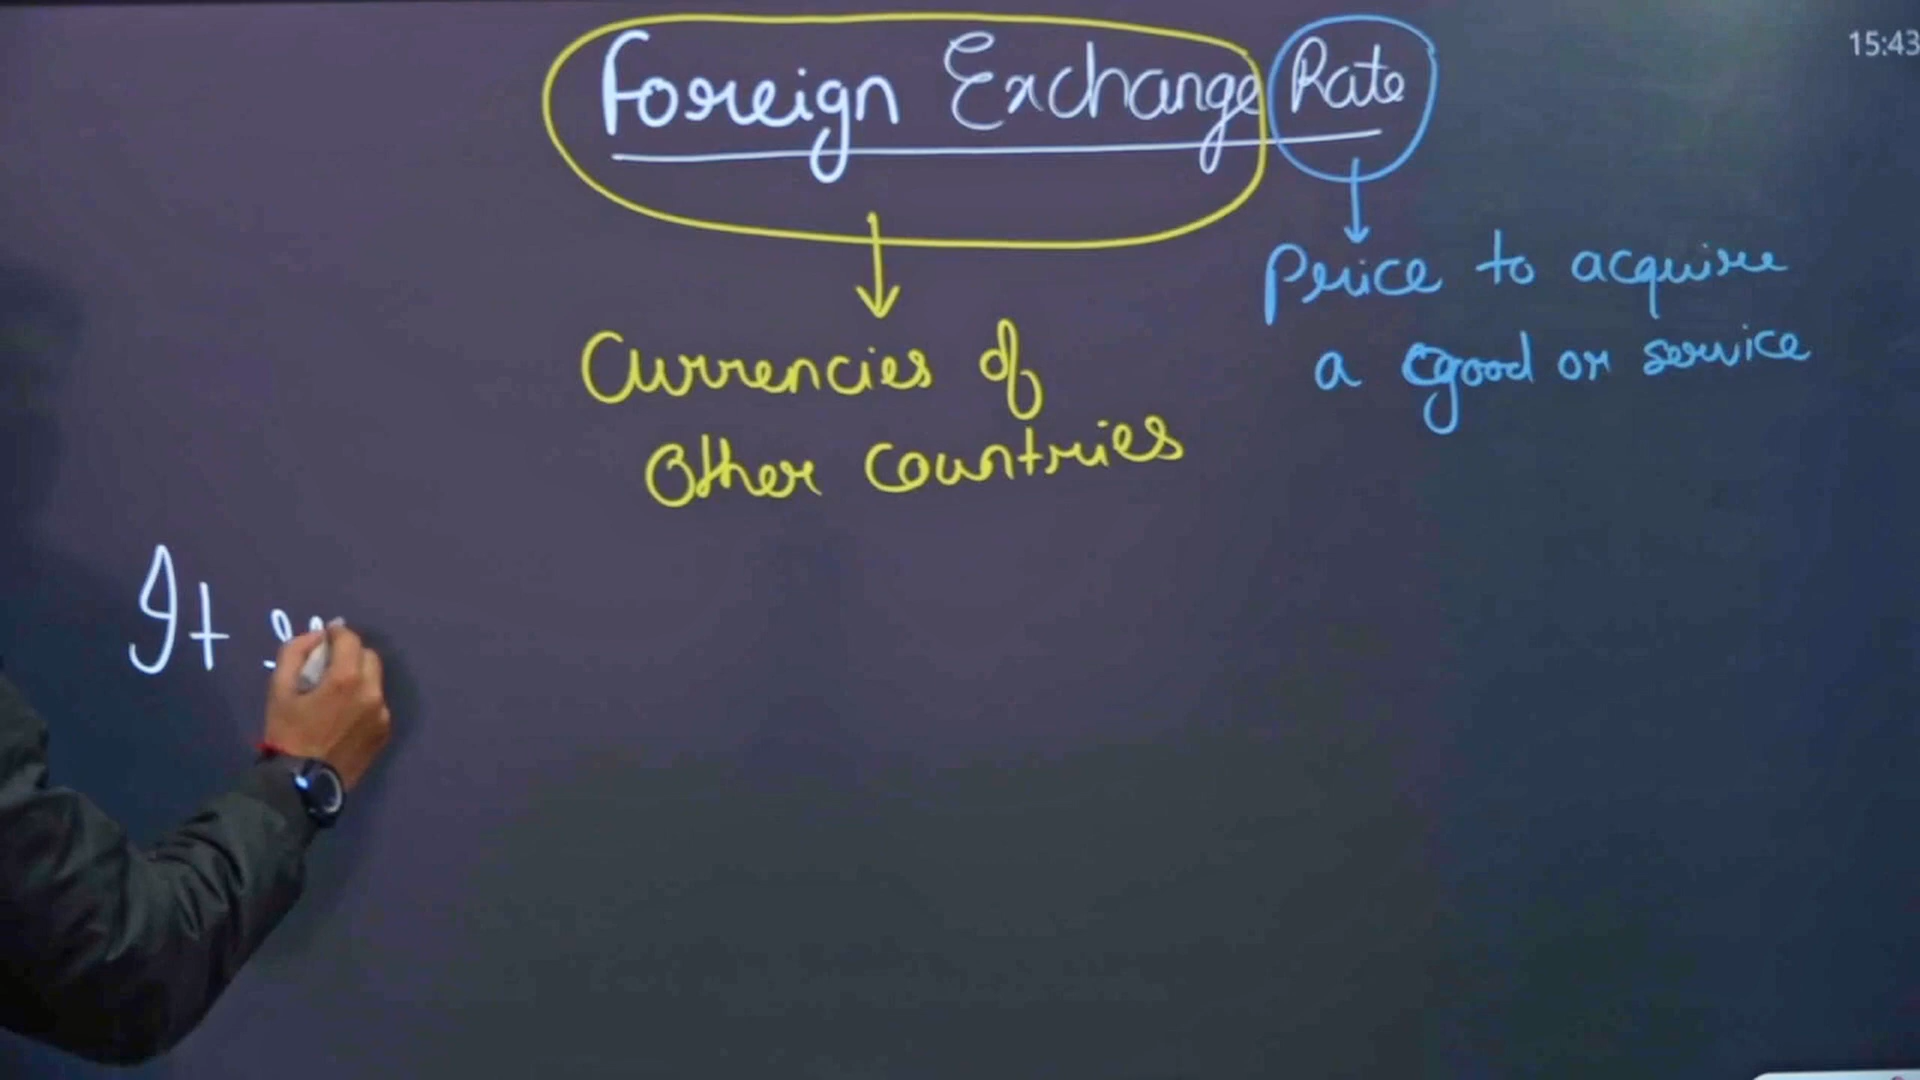 Foreign Exchange Rate
15:43
Price to acquire
a good or service
Currencies of
Other Countries
It